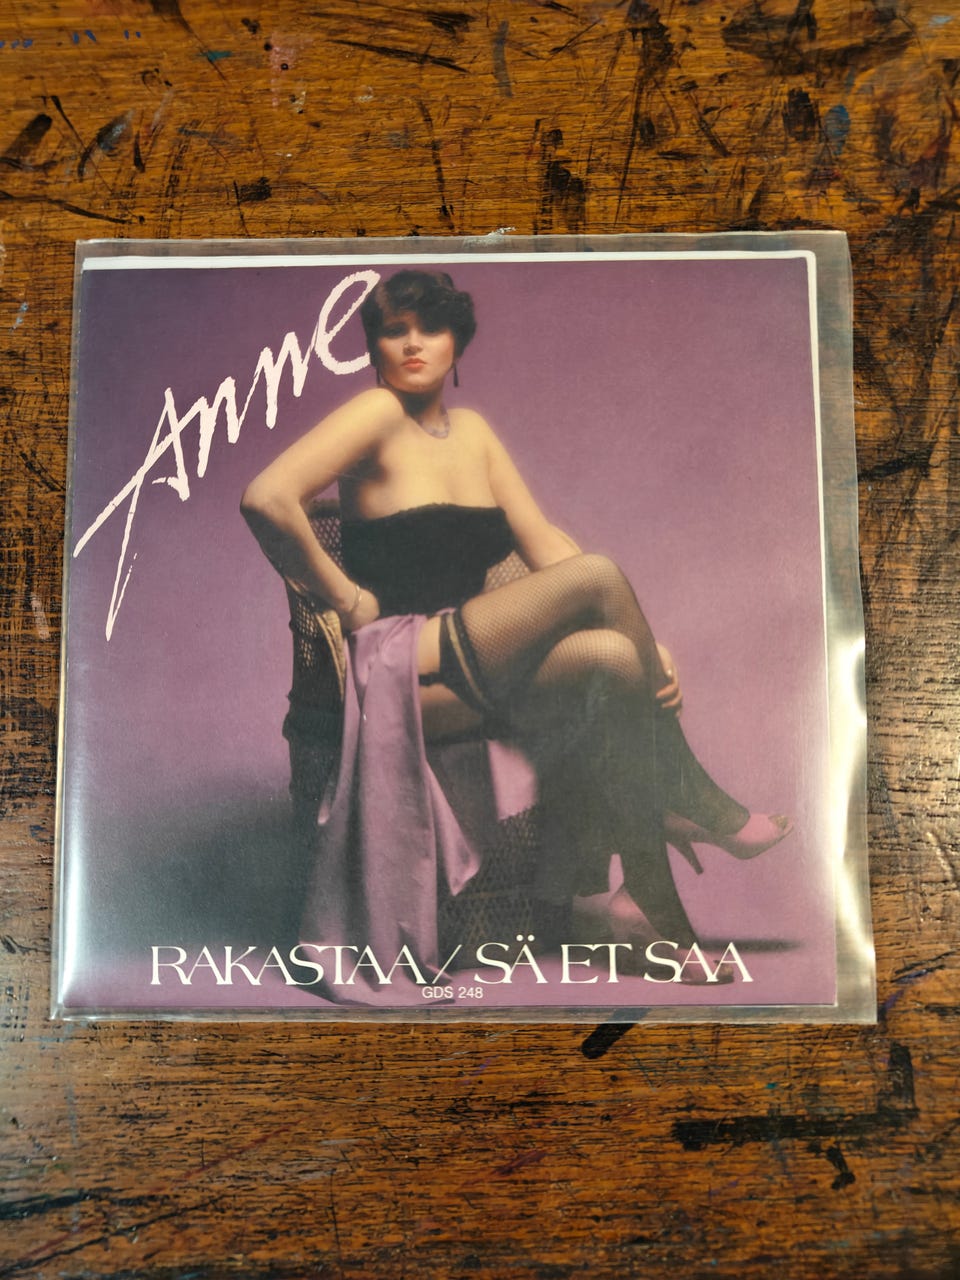 Anne
RAKASTAA/ SÄ ET SAA
GDS 248